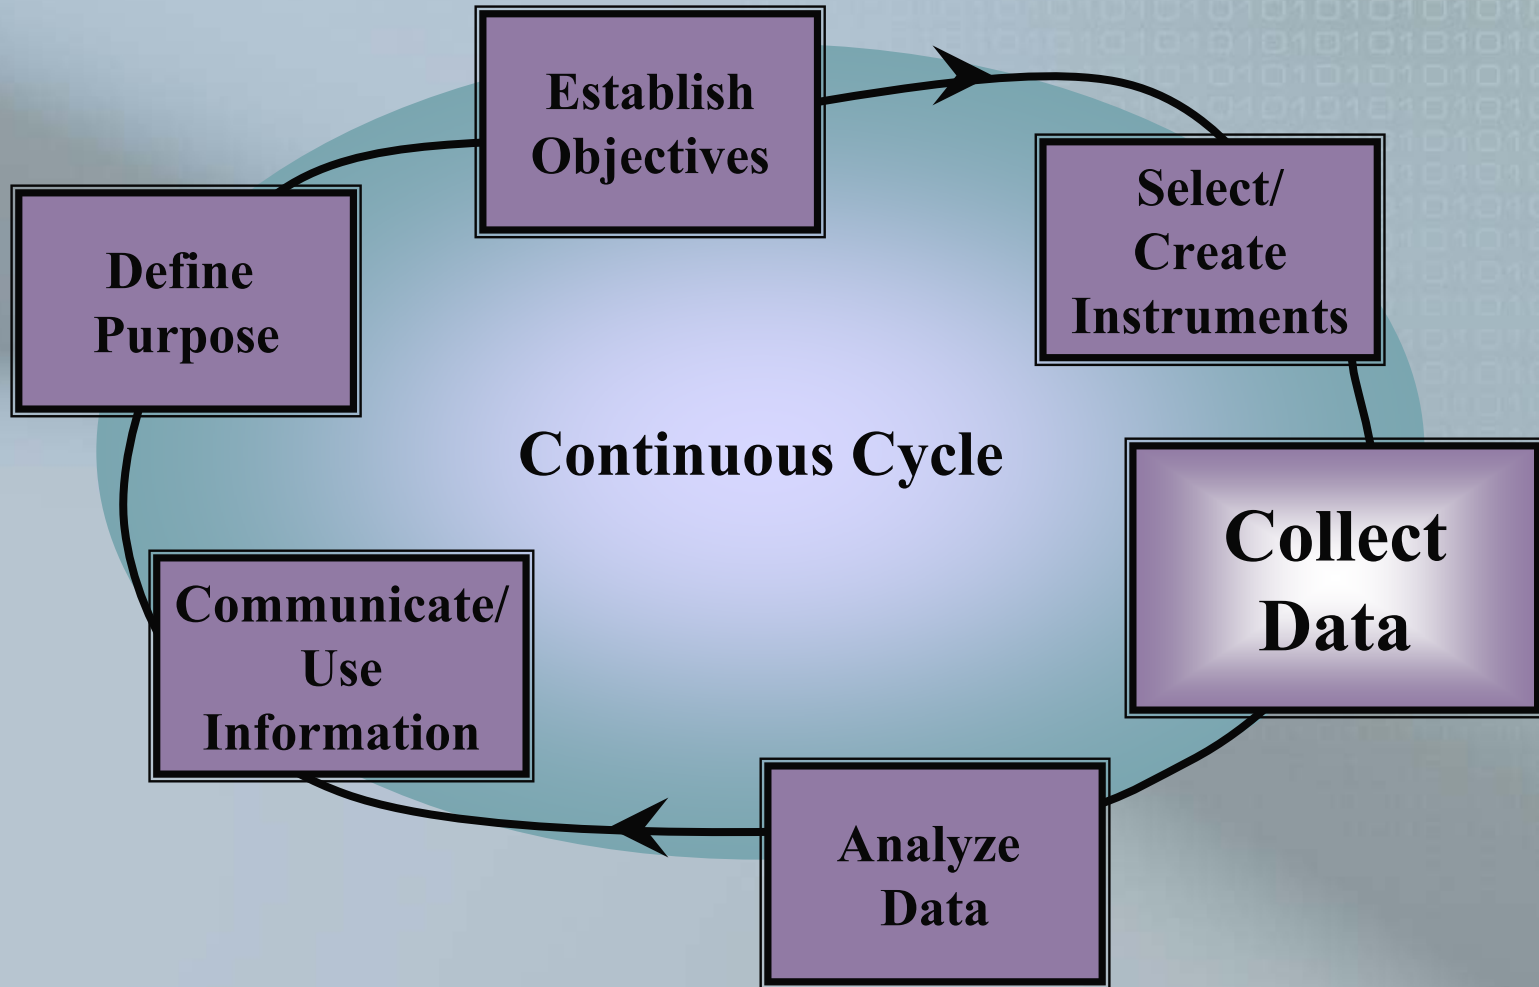 Establish
Objectives
Select/
Create
Instruments
Define
Purpose
Continuous Cycle
Collect
Data
Communicate/
Use
Information
Analyze
Data